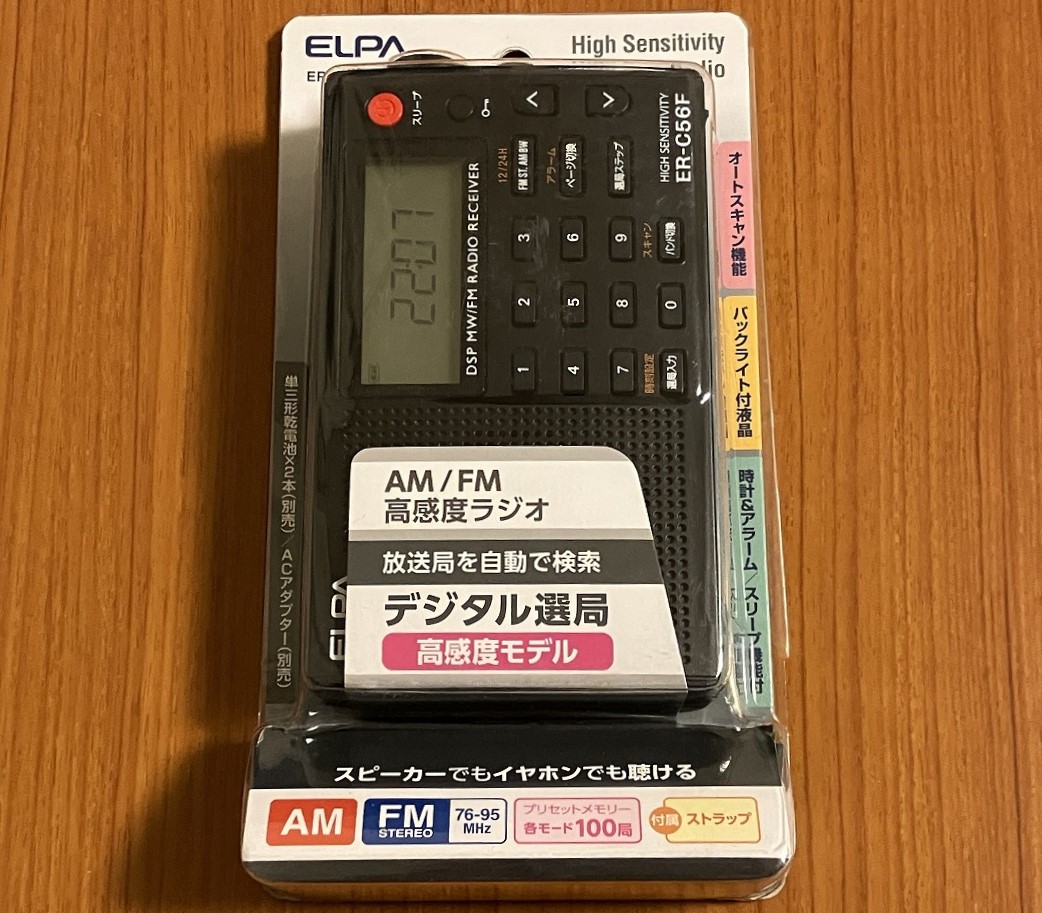 ELPA
High Sensitivity
スリープ
12/24H
FM ST. AM BW
アラーム
ページ切換
選局ステップ
HIGH SENSITIVITY
ER-C56F
22:07
DSP MW/FM RADIO RECEIVER
3
6
9
スキャン
バンド切換
2
5
8
0
1
4
7
時刻設定
選局入力
オートスキャン機能
バックライト付液晶
時計&アラーム/スリープ機能付
単三形乾電池×2本(別売)/ACアダプター(別売)
AM/FM
高感度ラジオ
放送局を自動で検索
デジタル選局
高感度モデル
ELPA
スピーカーでもイヤホンでも聴ける
AM
FM
STEREO
76-95
MHz
プリセットメモリー
各モード100局
付属
ストラップ